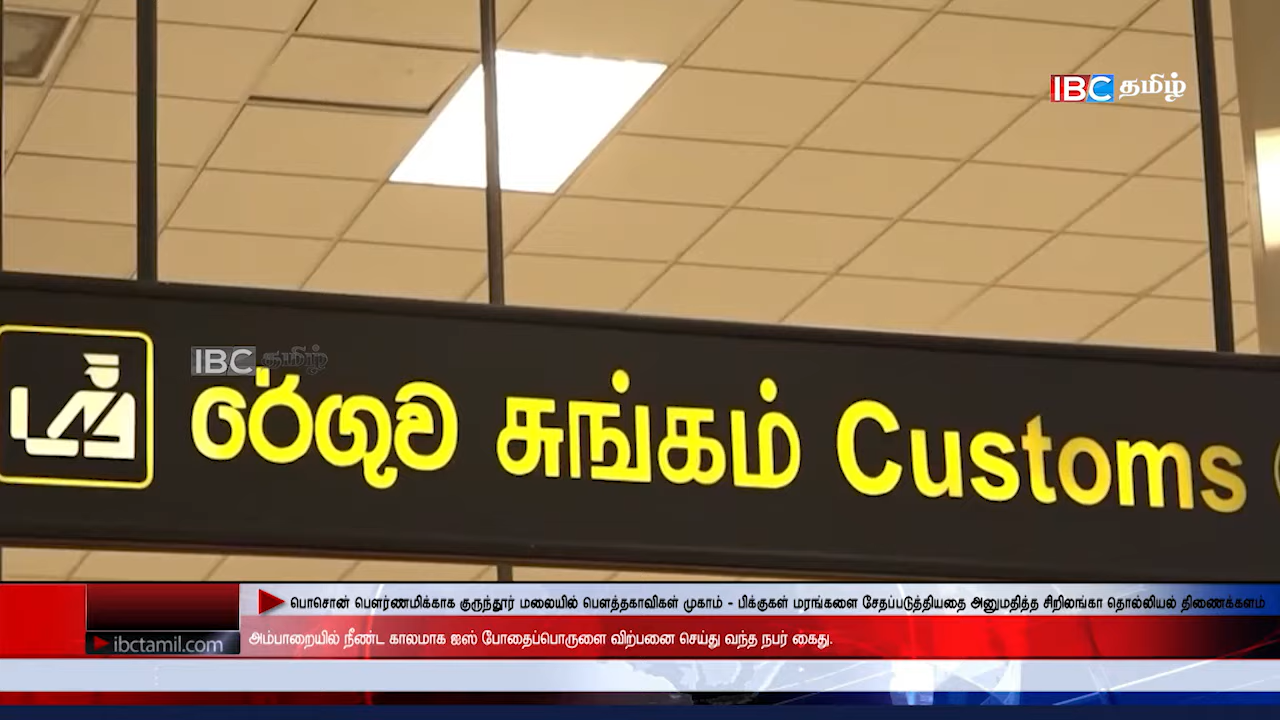 IBC தமிழ்
IBC தமிழ்
රේගුව சுங்கம் Customs
பொசொன் பௌர்ணமிக்காக குருந்தூர் மலையில் பௌத்தகாவிகள் முகாம் - பிக்குகள் மரங்களை சேதப்படுத்தியதை அனுமதித்த சிறிலங்கா தொல்லியல் திணைக்களம்
அம்பாறையில் நீண்ட காலமாக ஐஸ் போதைப்பொருளை விற்பனை செய்து வந்த நபர் கைது.
ibctamil.com